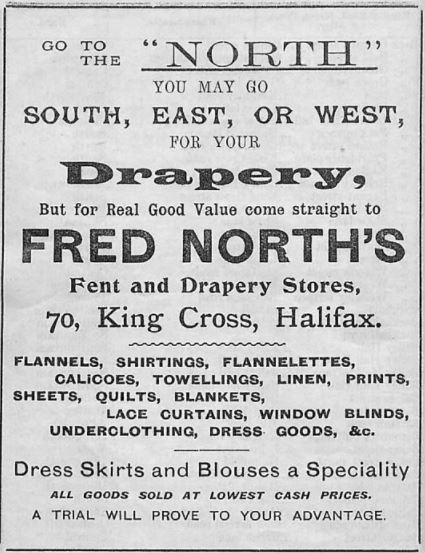 GO TO THE "NORTH"
YOU MAY GO
SOUTH, EAST, OR WEST,
FOR YOUR
Drapery,
But for Real Good Value come straight to
FRED NORTH'S
Fent and Drapery Stores,
70, King Cross, Halifax.
FLANNELS, SHIRTINGS, FLANNELETTES,
CALICOES, TOWELLINGS, LINEN, PRINTS,
SHEETS, QUILTS, BLANKETS,
LACE CURTAINS, WINDOW BLINDS,
UNDERCLOTHING, DRESS GOODS, &c.
Dress Skirts and Blouses a Speciality
ALL GOODS SOLD AT LOWEST CASH PRICES.
A TRIAL WILL PROVE TO YOUR ADVANTAGE.